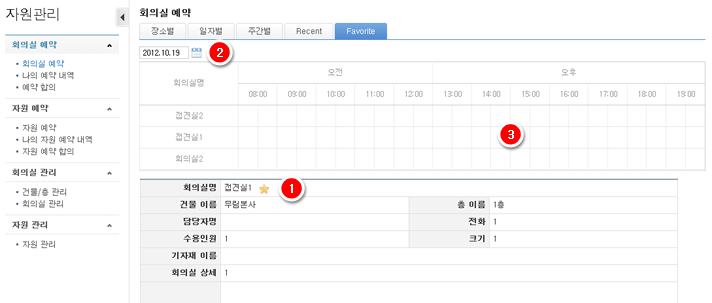 자원관리
회의실 예약
회의실 예약
나의 예약 내역
예약 합의
자원 예약
자원 예약
나의 자원 예약 내역
자원 예약 합의
회의실 관리
건물/층 관리
회의실 관리
자원 관리
자원 관리
회의실 예약
장소별 일자별 주간별 Recent Favorite
2012.10.19 2
회의실명 오전 오후
08:00 09:00 10:00 11:00 12:00 13:00 14:00 15:00 16:00 17:00 18:00 19:00
접견실2
접견실1 3
회의실2
회의실명 접견실1 1
건물 이름 무림본사 층 이름 1층
담당자명 전화 1
수용인원 1 크기 1
기자재 이름
회의실 상세 1